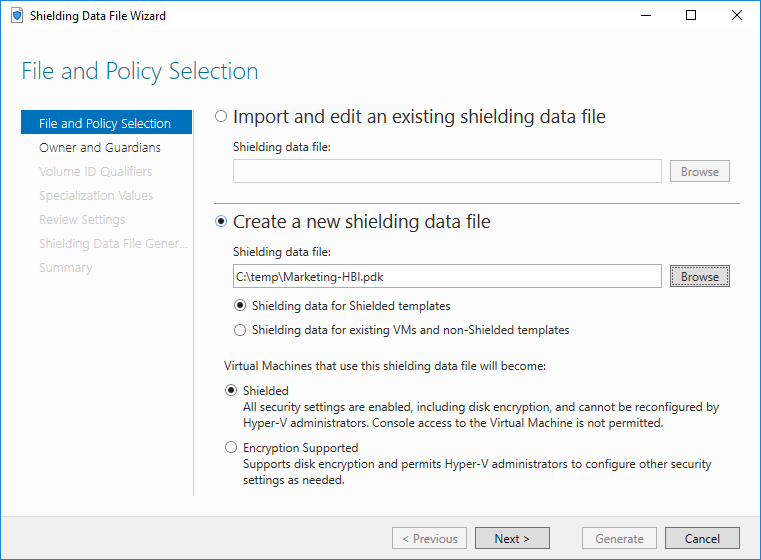 Shielding Data File Wizard
File and Policy Selection
File and Policy Selection
Owner and Guardians
Volume ID Qualifiers
Specialization Values
Review Settings
Shielding Data File Gener...
Summary
Import and edit an existing shielding data file
Shielding data file:
Browse
Create a new shielding data file
Shielding data file:
C:\temp\Marketing-HBI.pdk
Browse
Shielding data for Shielded templates
Shielding data for existing VMs and non-Shielded templates
Virtual Machines that use this shielding data file will become:
Shielded
All security settings are enabled, including disk encryption, and cannot be reconfigured by
Hyper-V administrators. Console access to the Virtual Machine is not permitted.
Encryption Supported
Supports disk encryption and permits Hyper-V administrators to configure other security
settings as needed.
< Previous
Next >
Generate
Cancel